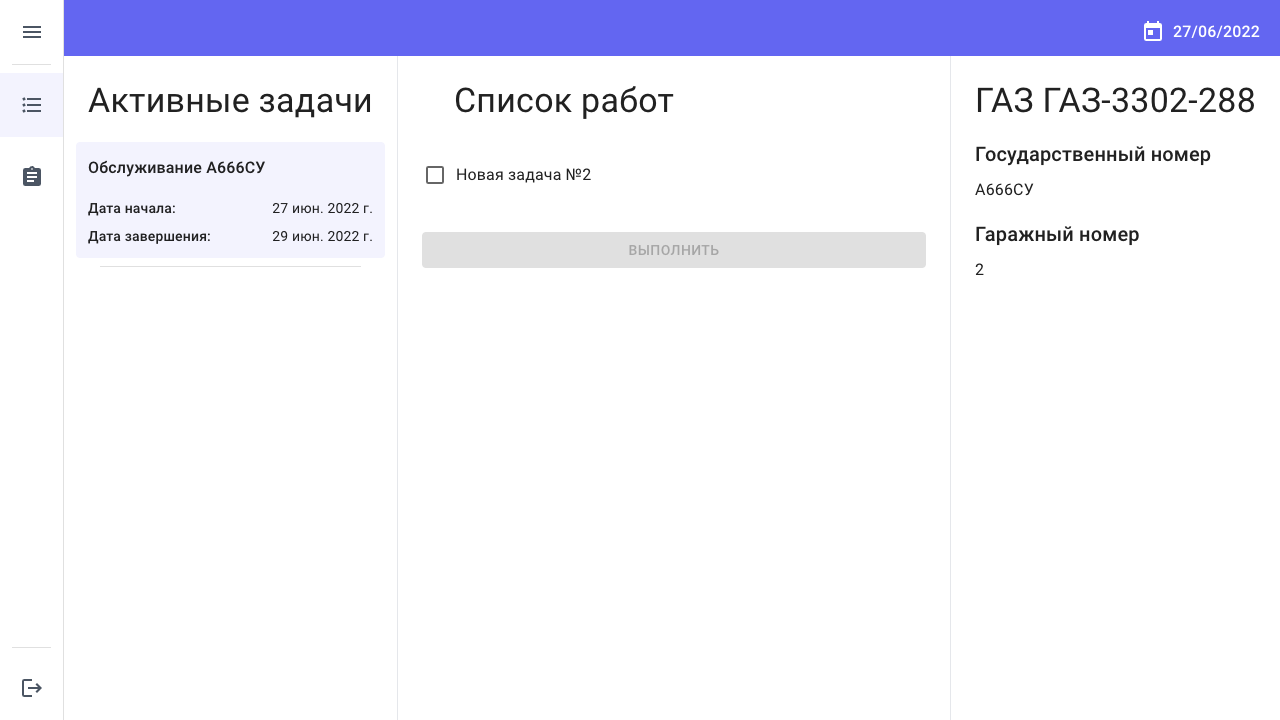 27/06/2022
Активные задачи
Обслуживание А666СУ
Дата начала: 27 июн. 2022 г.
Дата завершения: 29 июн. 2022 г.
Список работ
Новая задача №2
ВЫПОЛНИТЬ
ГАЗ ГАЗ-3302-288
Государственный номер
А666СУ
Гаражный номер
2